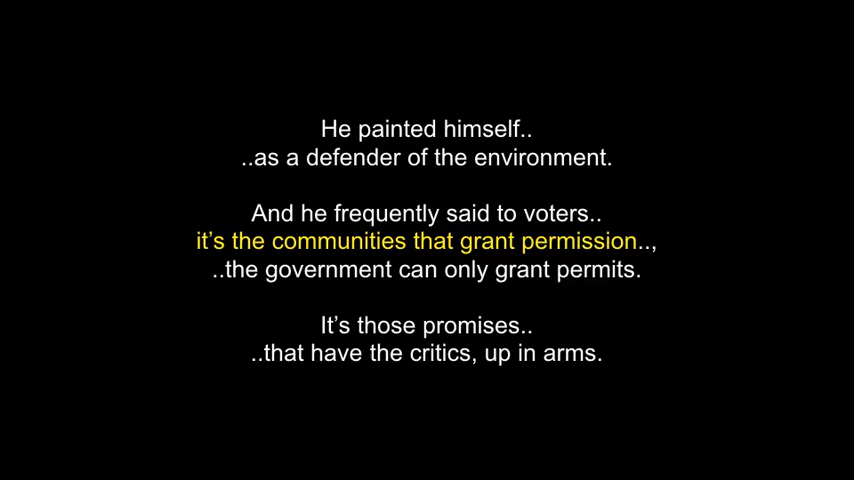 He painted himself..
..as a defender of the environment.
And he frequently said to voters..
it’s the communities that grant permission..,
..the government can only grant permits.
It’s those promises..
..that have the critics, up in arms.